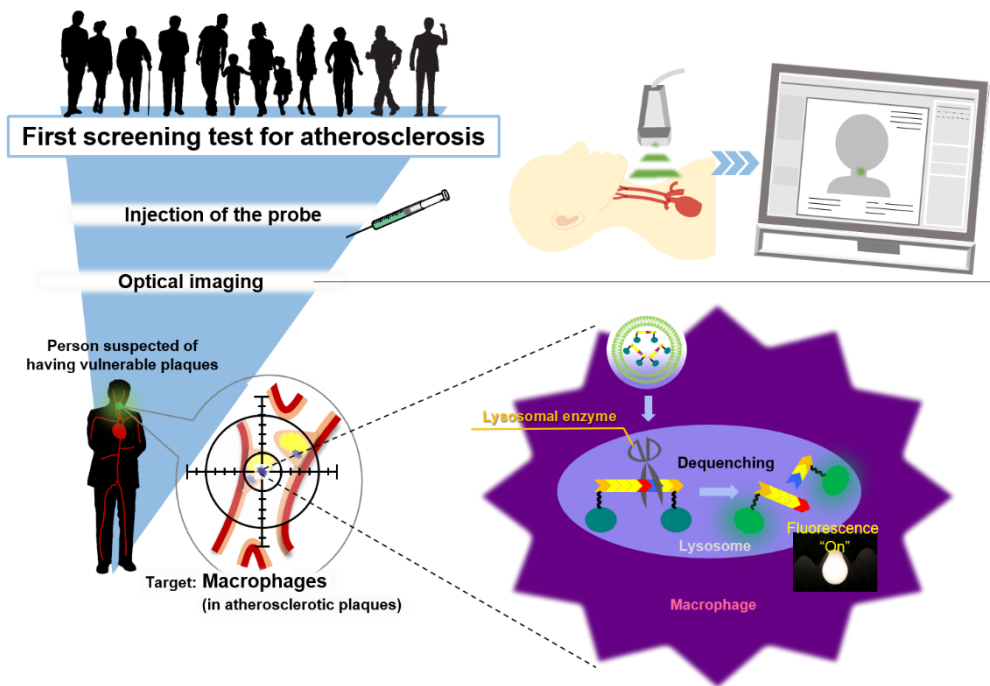 First screening test for atherosclerosis
Injection of the probe
Optical imaging
Person suspected of
having vulnerable plaques
Target: Macrophages
(in atherosclerotic plaques)
Lysosomal enzyme
Dequenching
Fluorescence
“On”
Lysosome
Macrophage